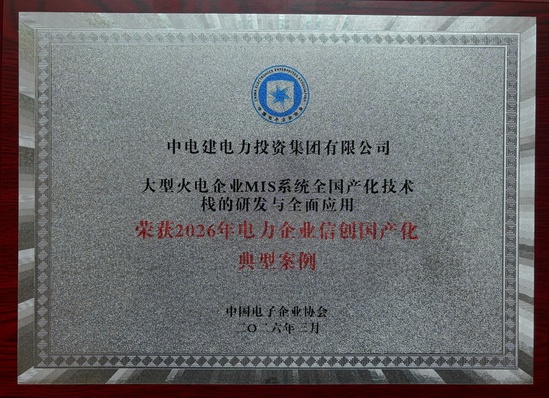 中电建电力投资集团有限公司
大型火电企业MIS系统全国产化技术
栈的研发与全面应用
荣获2026年电力企业信创国产化
典型案例
中国电子企业协会
二〇二六年三月